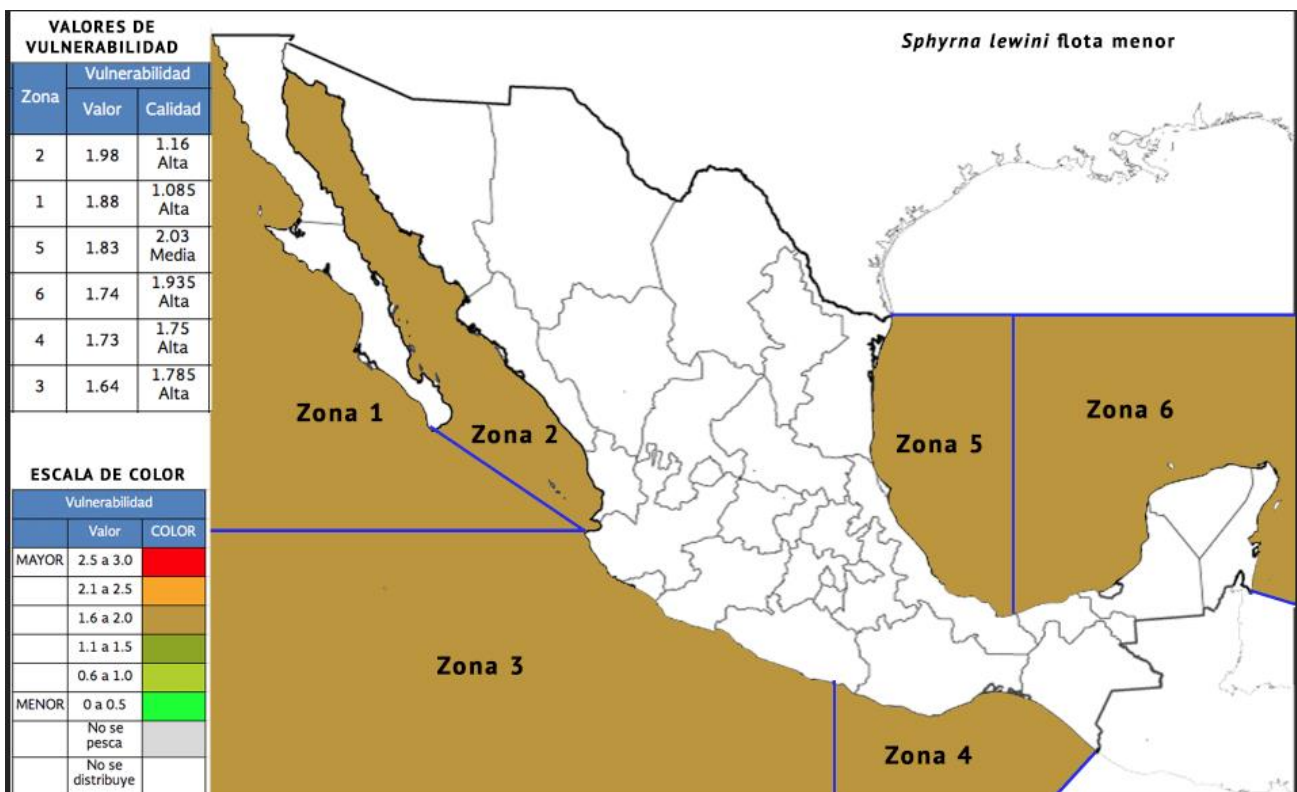 VALORES DE
VULNERABILIDAD
Zona
Vulnerabilidad
Valor
Calidad
2
1.98
1.16
Alta
1
1.88
1.085
Alta
5
1.83
2.03
Media
6
1.74
1.935
Alta
4
1.73
1.75
Alta
3
1.64
1.785
Alta
ESCALA DE COLOR
Vulnerabilidad
Valor
COLOR
MAYOR
2.5 a 3.0
2.1 a 2.5
1.6 a 2.0
1.1 a 1.5
0.6 a 1.0
MENOR
0 a 0.5
No se
pesca
No se
distribuye
Sphyrna lewini flota menor
Zona 1
Zona 2
Zona 5
Zona 6
Zona 3
Zona 4